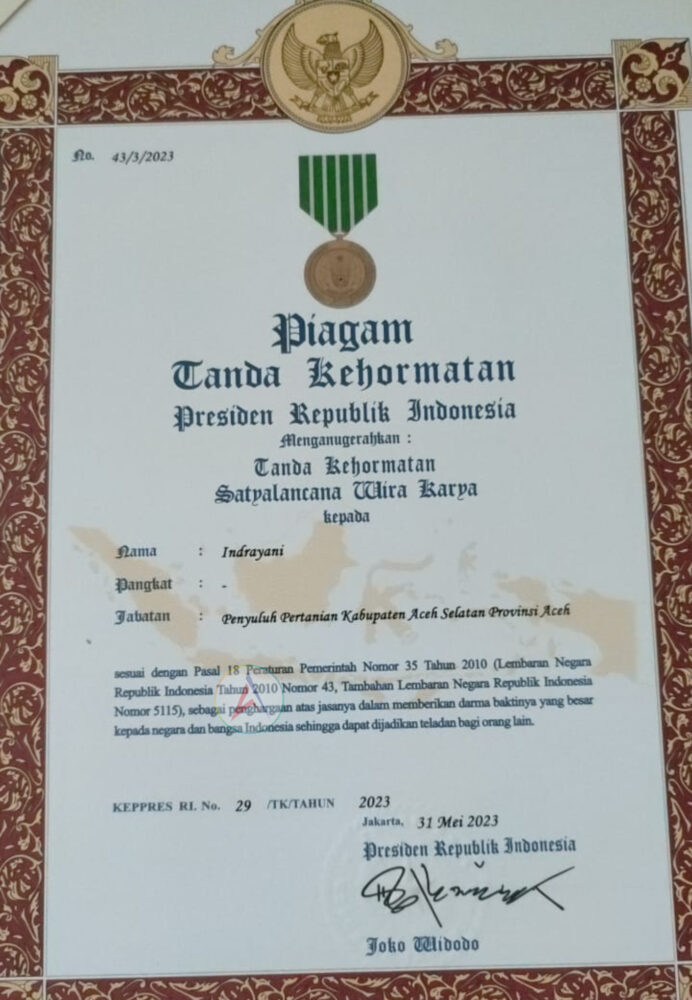 No. 43/3/2023
Piagam
Tanda Kehormatan
Presiden Republik Indonesia
Menganugerahkan :
Tanda Kehormatan
Satyalancana Wira Karya
kepada
Nama : Indrayani
Pangkat : -
Jabatan : Penyuluh Pertanian Kabupaten Aceh Selatan Provinsi Aceh
sesuai dengan Pasal 18 Peraturan Pemerintah Nomor 35 Tahun 2010 (Lembaran Negara
Republik Indonesia Tahun 2010 Nomor 43, Tambahan Lembaran Negara Republik Indonesia
Nomor 5115), sebagai penghargaan atas jasanya dalam memberikan darma baktinya yang besar
kepada negara dan bangsa Indonesia sehingga dapat dijadikan teladan bagi orang lain.
KEPPRES RI. No. 29 /TK/TAHUN 2023
Jakarta, 31 Mei 2023
Presiden Republik Indonesia
Joko Widodo